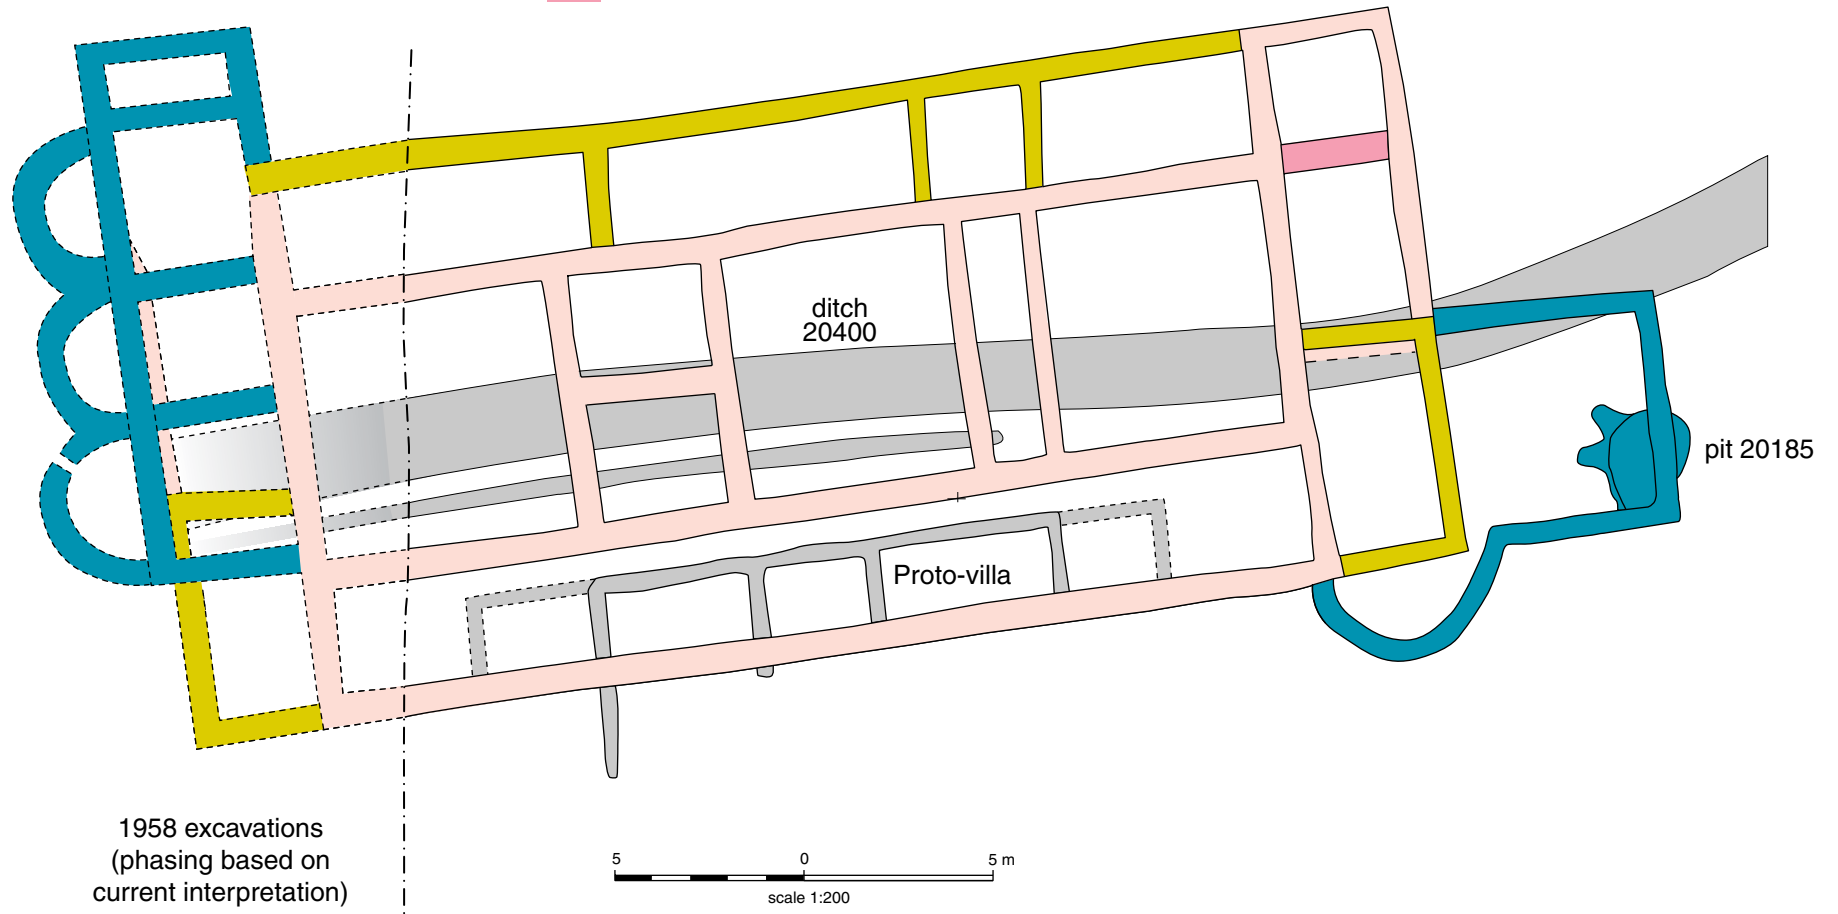 ditch
20400
pit 20185
Proto-villa
1958 excavations
(phasing based on
current interpretation)
5 0 5 m
scale 1:200